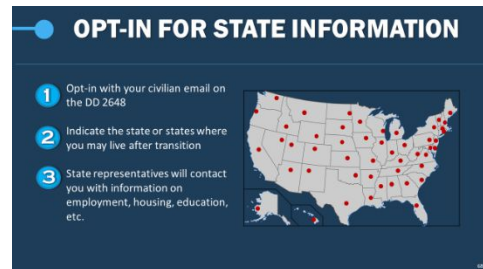 OPT-IN FOR STATE INFORMATION
1 Opt-in with your civilian email on
the DD 2648
2 Indicate the state or states where
you may live after transition
3 State representatives will contact
you with information on
employment, housing, education,
etc.